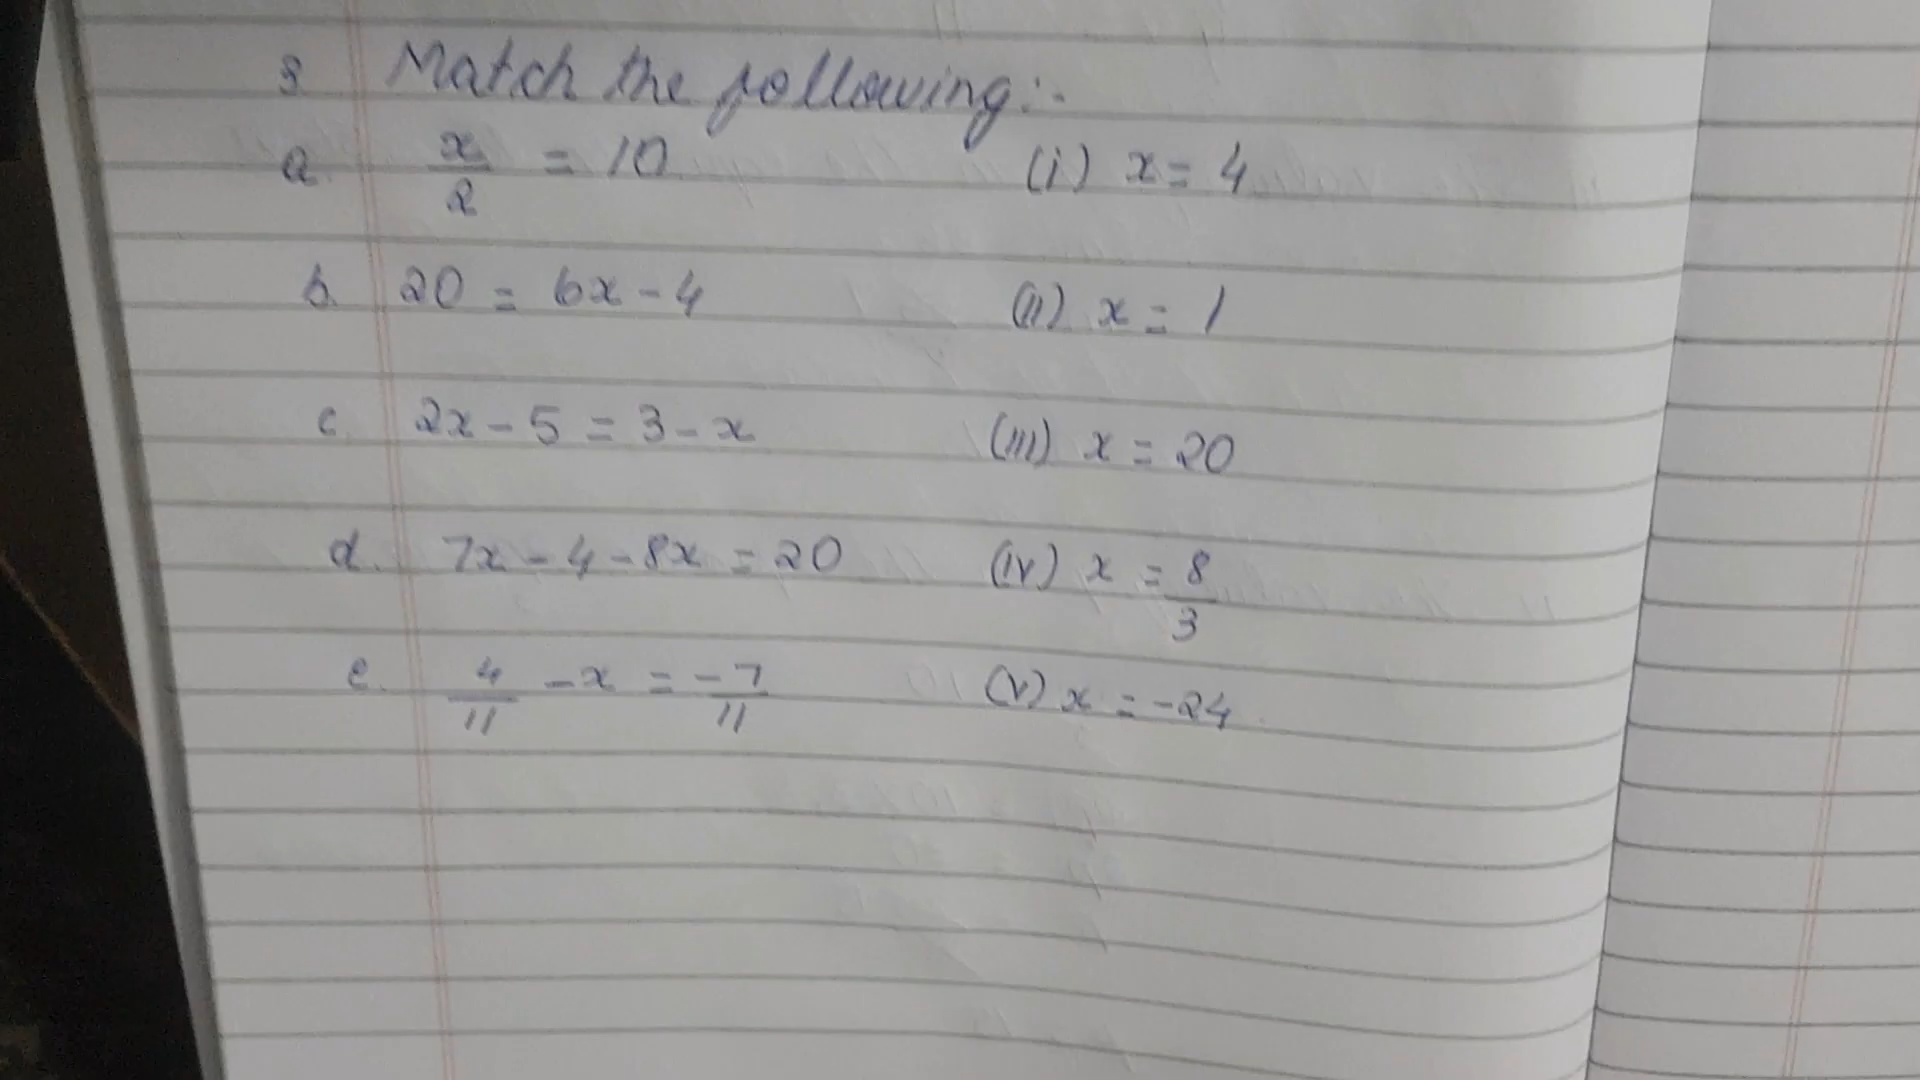 3 Match the following:-
a. x/2 = 10 (i) x = 4
b. 20 = 6x - 4 (ii) x = 1
c. 2x - 5 = 3 - x (iii) x = 20
d. 7x - 4 - 8x = 20 (iv) x = 8/3
e. 4/11 - x = -7/11 (v) x = -24